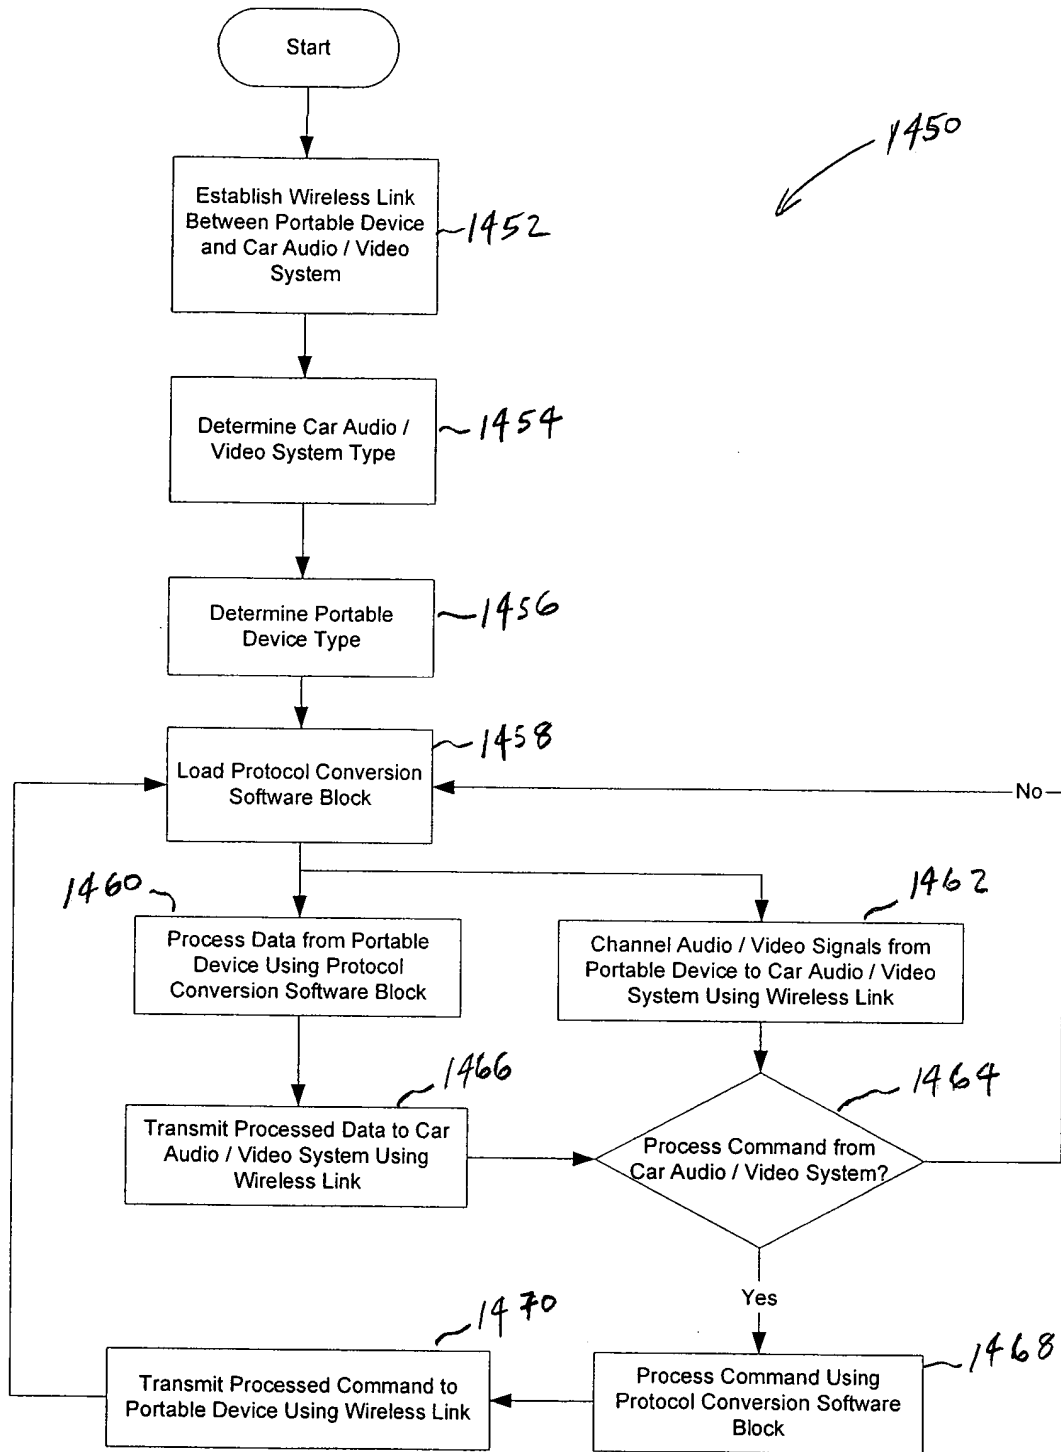 Start
1450
Establish Wireless Link
Between Portable Device
and Car Audio / Video
System
1452
Determine Car Audio /
Video System Type
1454
Determine Portable
Device Type
1456
Load Protocol Conversion
Software Block
1458
No
1460
Process Data from Portable
Device Using Protocol
Conversion Software Block
1462
Channel Audio / Video Signals from
Portable Device to Car Audio / Video
System Using Wireless Link
1466
Transmit Processed Data to Car
Audio / Video System Using
Wireless Link
1464
Process Command from
Car Audio / Video System?
Yes
1470
Transmit Processed Command to
Portable Device Using Wireless Link
1468
Process Command Using
Protocol Conversion Software
Block